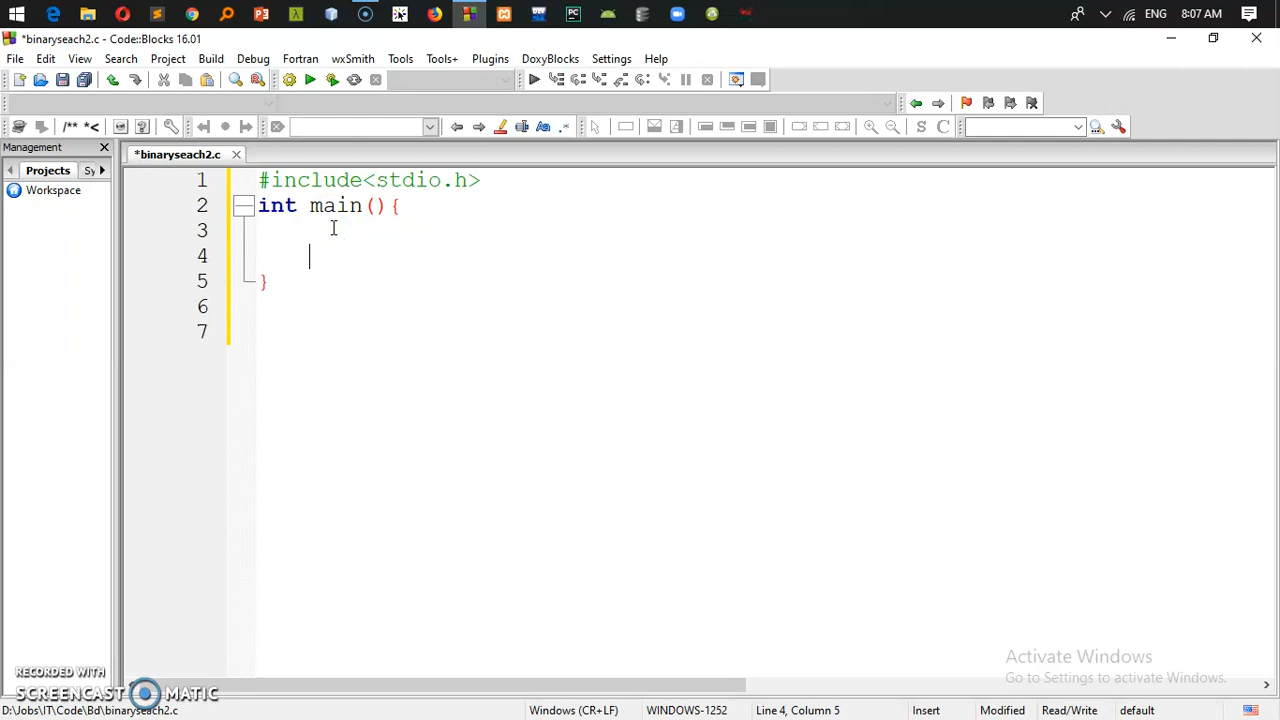 ENG 8:07 AM
*binaryseach2.c - Code::Blocks 16.01
File Edit View Search Project Build Debug Fortran wxSmith Tools Tools+ Plugins DoxyBlocks Settings Help
/** *<
S C
Management
*binaryseach2.c
Projects Sy
Workspace
1 #include<stdio.h>
2 int main(){
3
4
5 }
6
7
Activate Windows
Go to Settings to activate Windows.
RECORDED WITH
SCREENCAST MATIC
D:\Jobs\IT\Code\Bd\binaryseach2.c Windows (CR+LF) WINDOWS-1252 Line 4, Column 5 Insert Modified Read/Write default